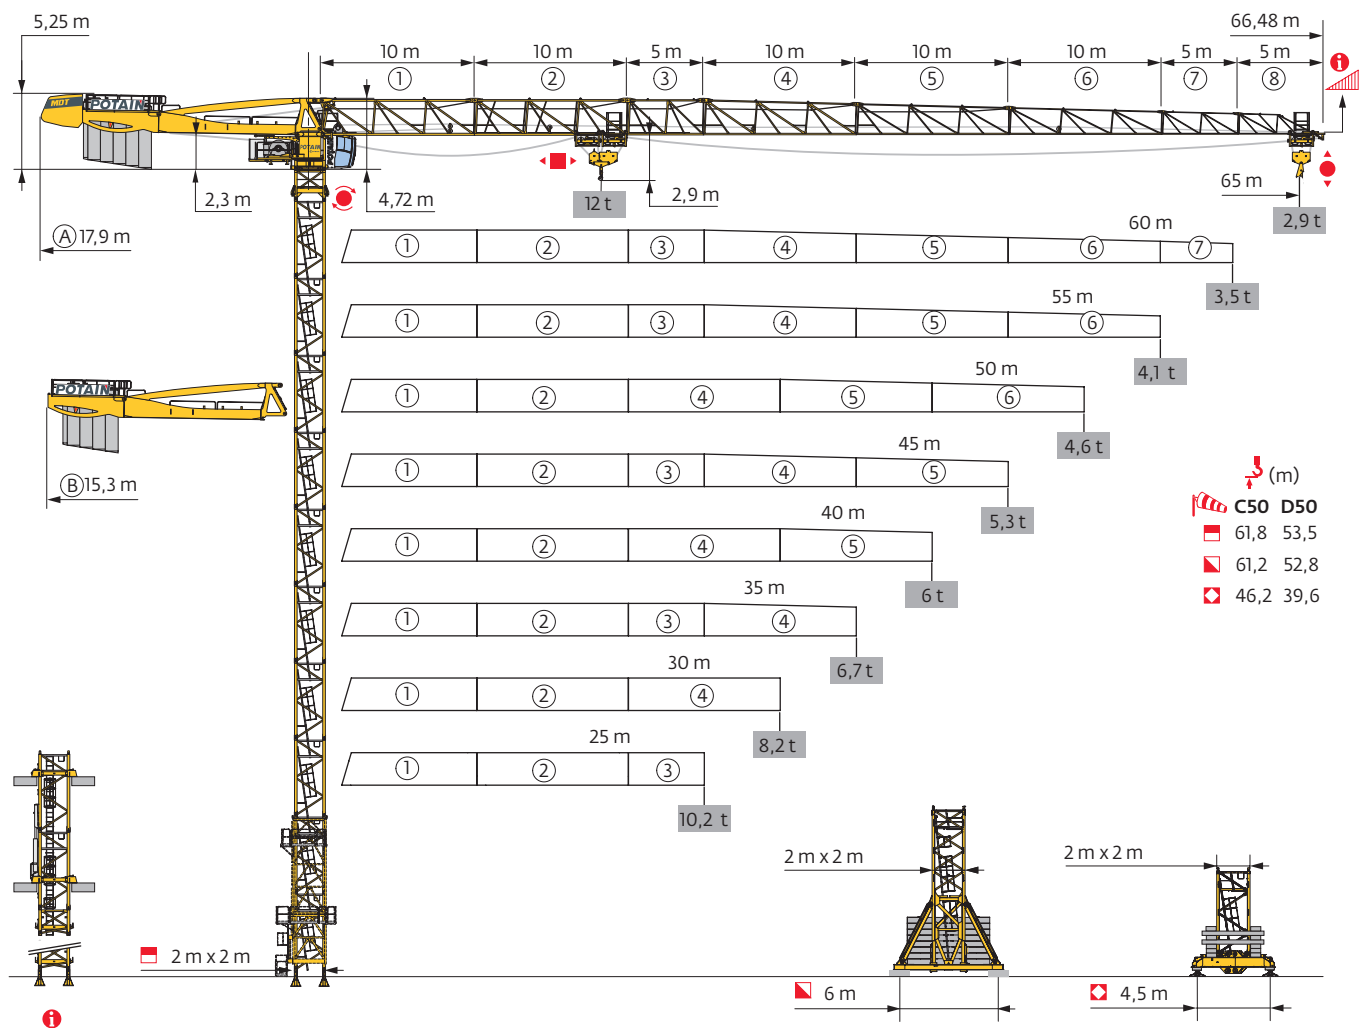 5,25 m
66,48 m
10 m 10 m 5 m 10 m 10 m 10 m 5 m 5 m
① ② ③ ④ ⑤ ⑥ ⑦ ⑧
i
MDT POTAIN
POTAIN
2,3 m
4,72 m
12 t
2,9 m
65 m
2,9 t
Ⓐ 17,9 m
60 m
① ② ③ ④ ⑤ ⑥ ⑦
3,5 t
55 m
① ② ③ ④ ⑤ ⑥
4,1 t
50 m
① ② ④ ⑤ ⑥
4,6 t
POTAIN
Ⓑ 15,3 m
45 m
① ② ③ ④ ⑤
5,3 t
(m)
C50 D50
61,8 53,5
61,2 52,8
46,2 39,6
40 m
① ② ④ ⑤
6 t
35 m
① ② ③ ④
6,7 t
30 m
① ② ④
8,2 t
25 m
① ② ③
10,2 t
2 m x 2 m
2 m x 2 m
2 m x 2 m
6 m
4,5 m
i